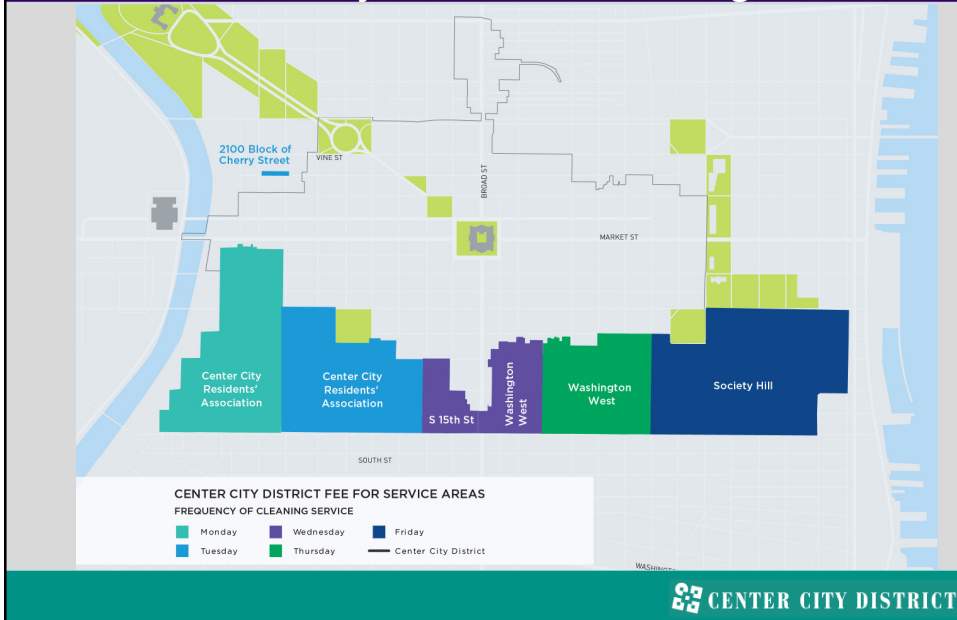 2100 Block of
Cherry Street
VINE ST
BROAD ST
MARKET ST
Center City
Residents'
Association
Center City
Residents'
Association
S 15th St
Washington
West
Washington
West
Society Hill
SOUTH ST
CENTER CITY DISTRICT FEE FOR SERVICE AREAS
FREQUENCY OF CLEANING SERVICE
Monday
Wednesday
Friday
Tuesday
Thursday
Center City District
CENTER CITY DISTRICT